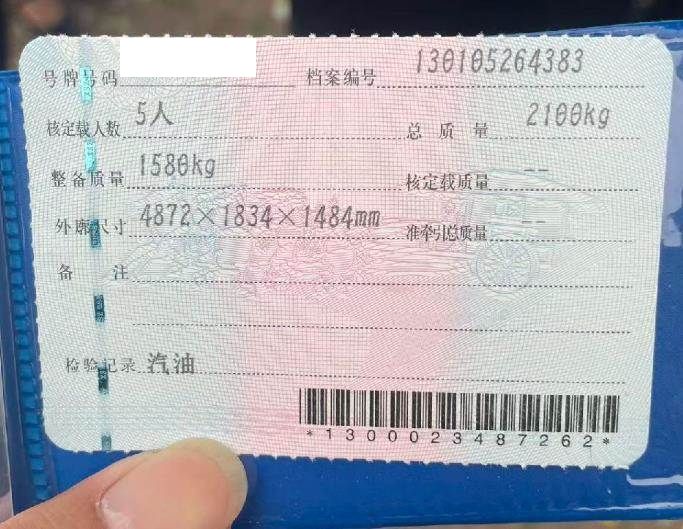 号牌号码 档案编号 130105264383
核定载人数 5人 总质量 2100kg
整备质量 1580kg 核定载质量 --
外廓尺寸 4872×1834×1484mm 准牵引总质量 --
备注
检验记录 汽油
*1300023487262*